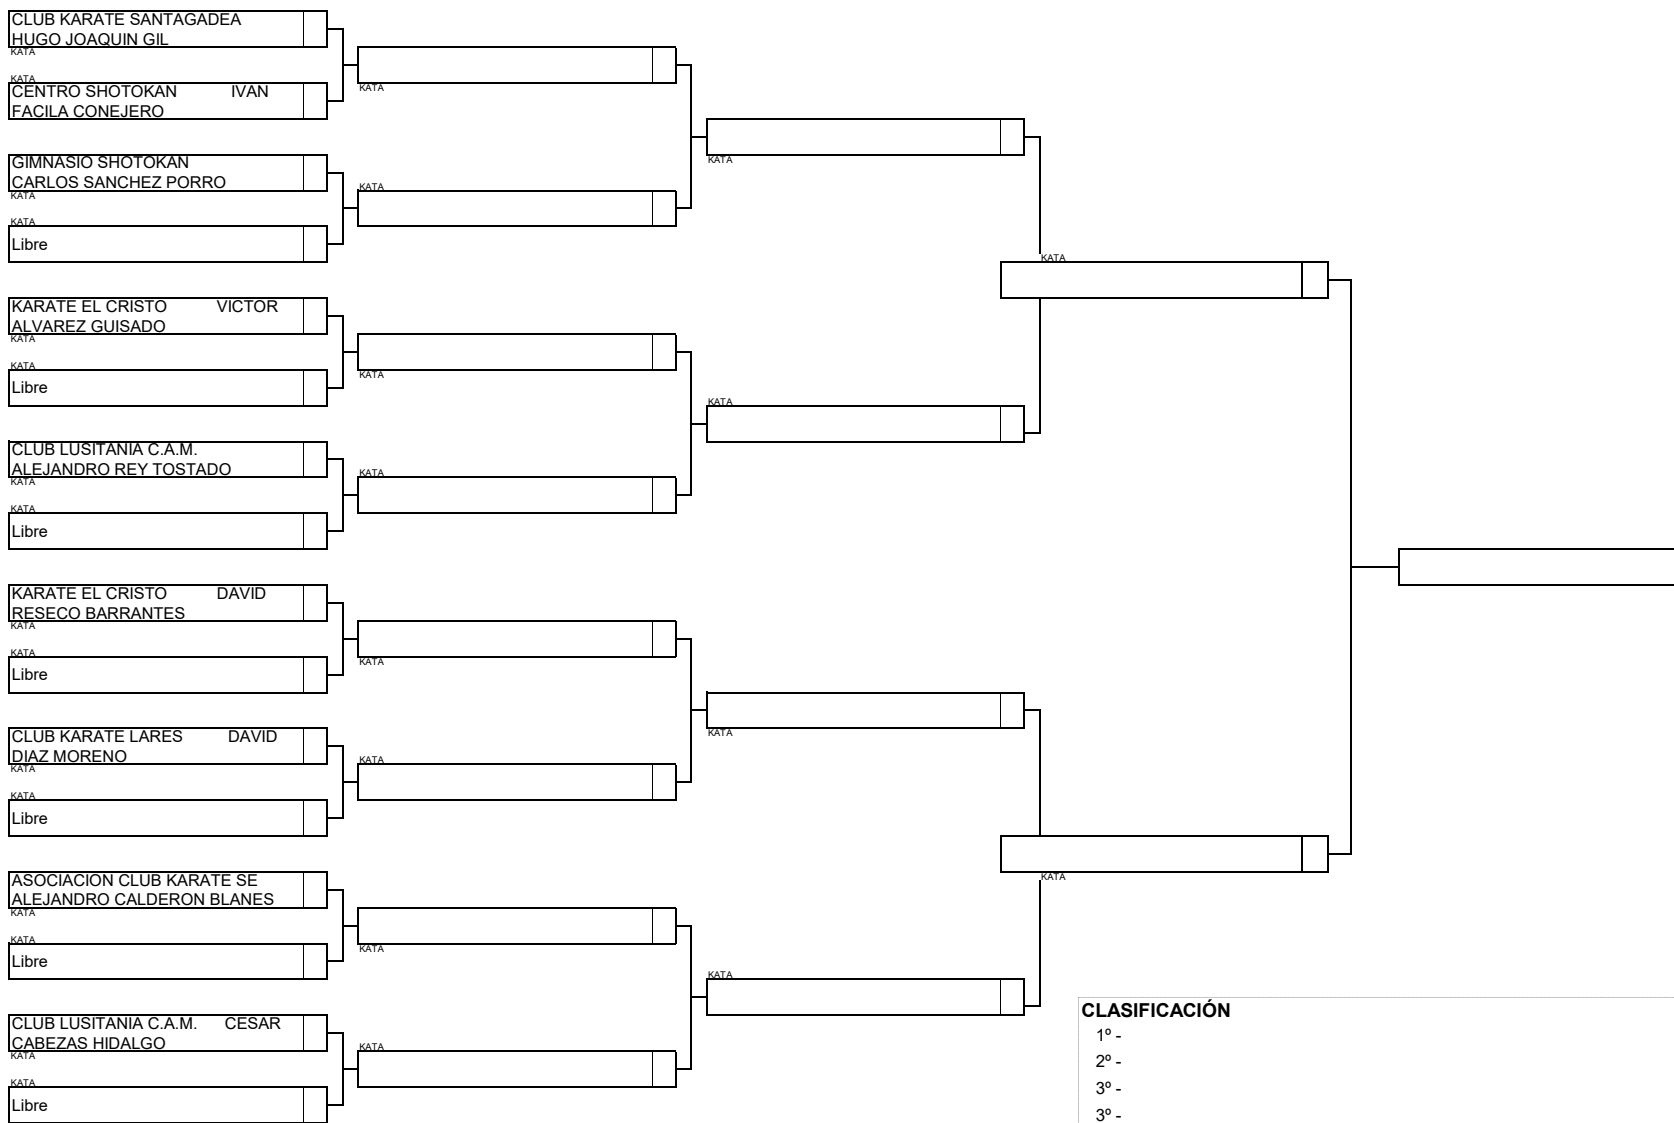 CLUB KARATE SANTAGADEA
HUGO JOAQUIN GIL
KATA
KATA
CENTRO SHOTOKAN IVAN
FACILA CONEJERO
GIMNASIO SHOTOKAN
CARLOS SANCHEZ PORRO
KATA
KATA
Libre
KARATE EL CRISTO VICTOR
ALVAREZ GUISADO
KATA
KATA
Libre
CLUB LUSITANIA C.A.M.
ALEJANDRO REY TOSTADO
KATA
KATA
Libre
KARATE EL CRISTO DAVID
RESECO BARRANTES
KATA
KATA
Libre
CLUB KARATE LARES DAVID
DIAZ MORENO
KATA
KATA
Libre
ASOCIACION CLUB KARATE SE
ALEJANDRO CALDERON BLANES
KATA
KATA
Libre
CLUB LUSITANIA C.A.M. CESAR
CABEZAS HIDALGO
KATA
KATA
Libre
KATA
KATA
KATA
KATA
KATA
KATA
KATA
KATA
KATA
KATA
KATA
KATA
KATA
KATA
CLASIFICACIÓN
1º -
2º -
3º -
3º -